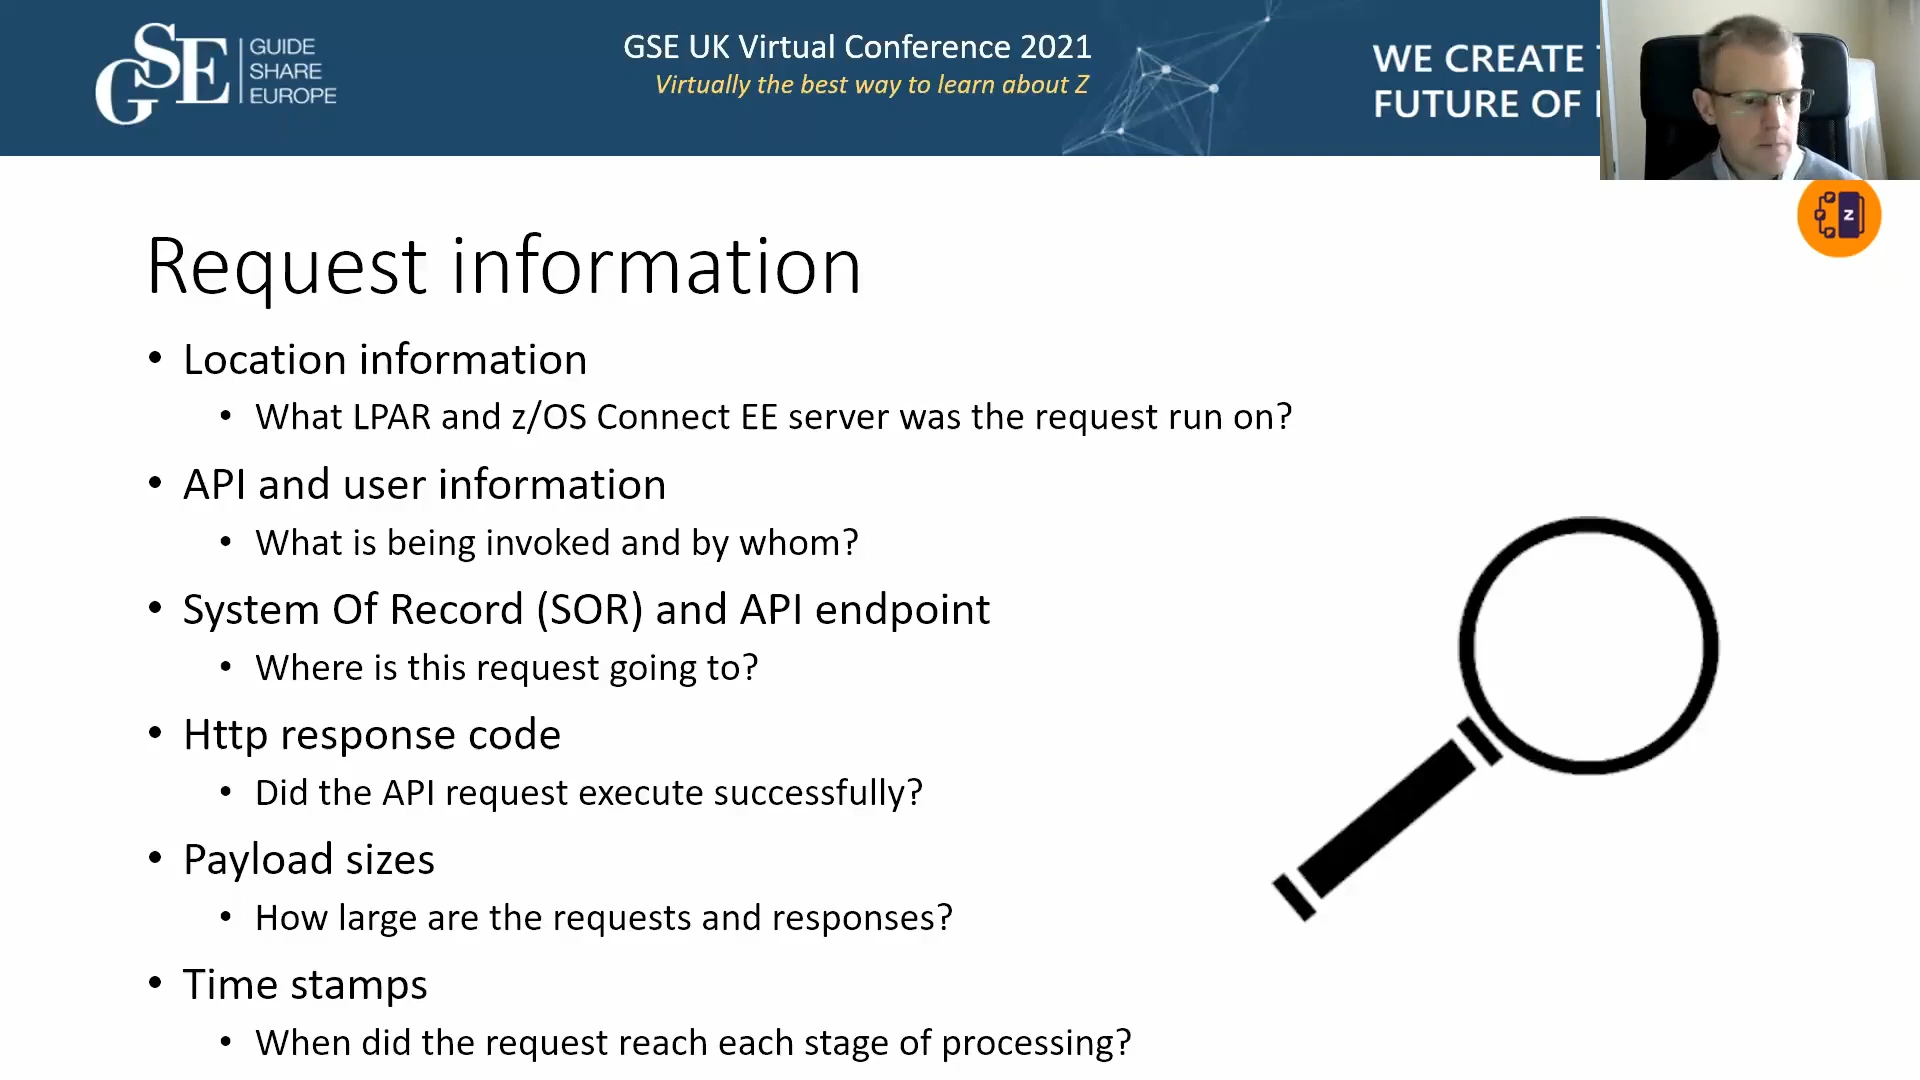 GSE
GUIDE
SHARE
EUROPE
GSE UK Virtual Conference 2021
Virtually the best way to learn about Z
WE CREATE
FUTURE OF
z
Request information
• Location information
• What LPAR and z/OS Connect EE server was the request run on?
• API and user information
• What is being invoked and by whom?
• System Of Record (SOR) and API endpoint
• Where is this request going to?
• Http response code
• Did the API request execute successfully?
• Payload sizes
• How large are the requests and responses?
• Time stamps
• When did the request reach each stage of processing?